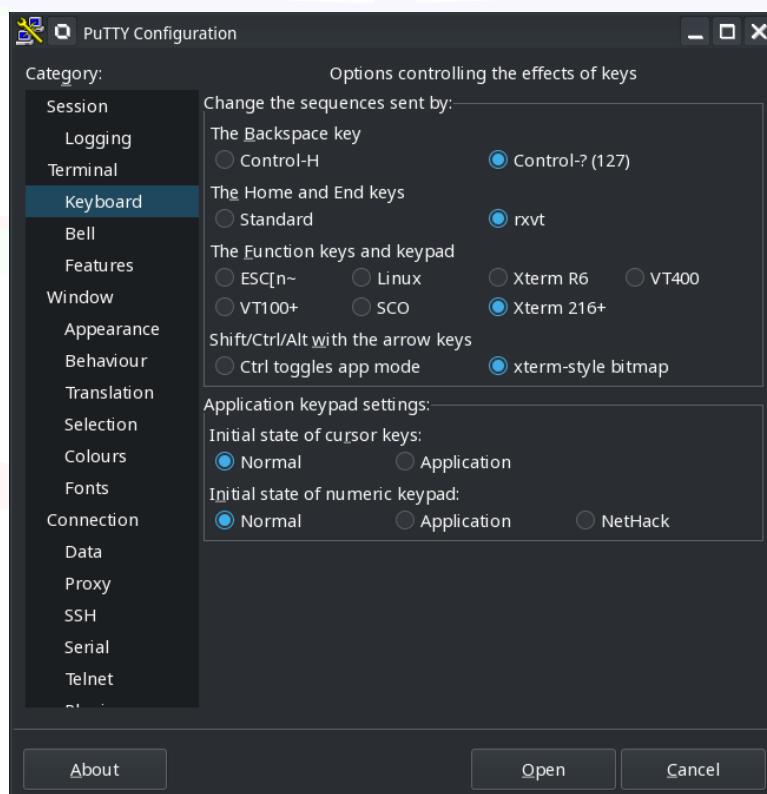 PuTTY Configuration
Category:
Session
Logging
Terminal
Keyboard
Bell
Features
Window
Appearance
Behaviour
Translation
Selection
Colours
Fonts
Connection
Data
Proxy
SSH
Serial
Telnet
Options controlling the effects of keys
Change the sequences sent by:
The Backspace key
Control-H Control-? (127)
The Home and End keys
Standard rxvt
The Function keys and keypad
ESC[n~ Linux Xterm R6 VT400
VT100+ SCO Xterm 216+
Shift/Ctrl/Alt with the arrow keys
Ctrl toggles app mode xterm-style bitmap
Application keypad settings:
Initial state of cursor keys:
Normal Application
Initial state of numeric keypad:
Normal Application NetHack
About Open Cancel